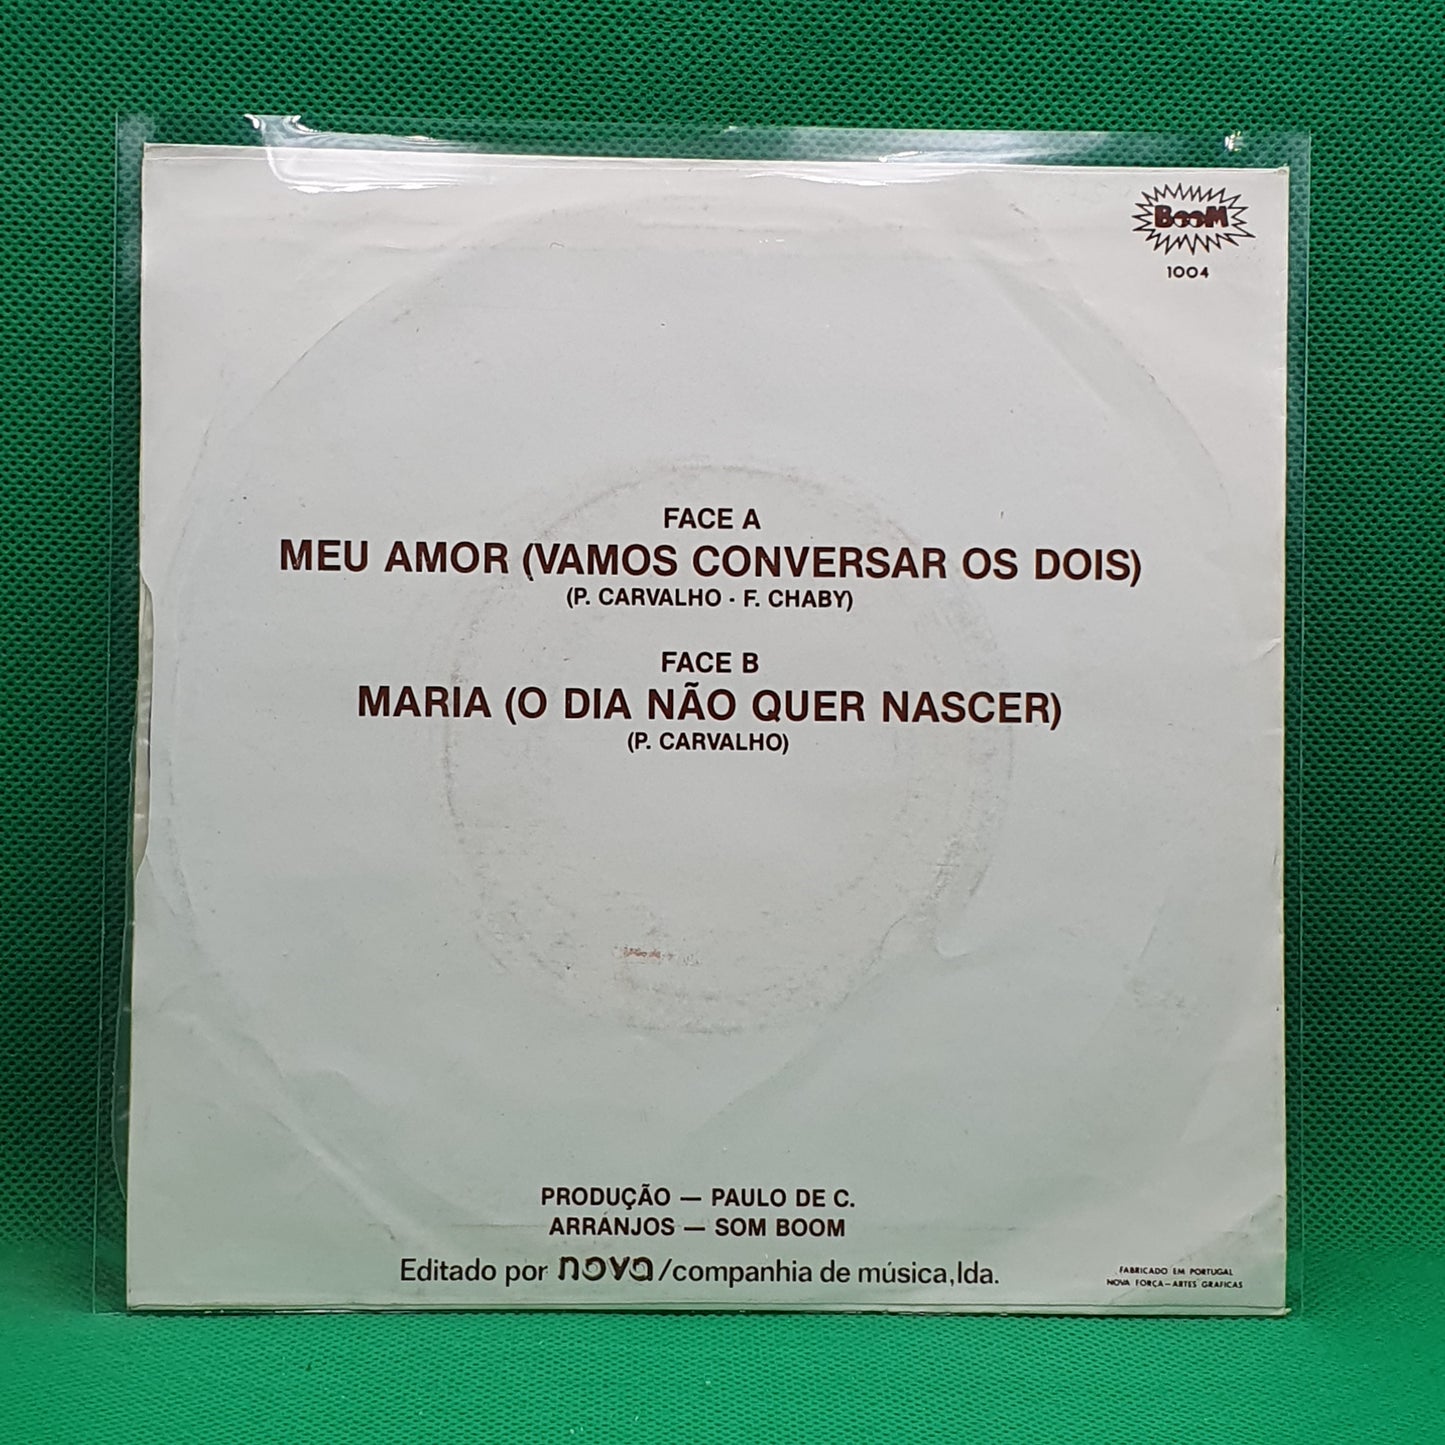 BOOM
1004
FACE A
MEU AMOR (VAMOS CONVERSAR OS DOIS)
(P. CARVALHO - F. CHABY)
FACE B
MARIA (O DIA NÃO QUER NASCER)
(P. CARVALHO)
PRODUÇÃO — PAULO DE C.
ARRANJOS — SOM BOOM
Editado por nova/companhia de música,lda.
FABRICADO EM PORTUGAL
NOVA FORÇA—ARTES GRAFICAS